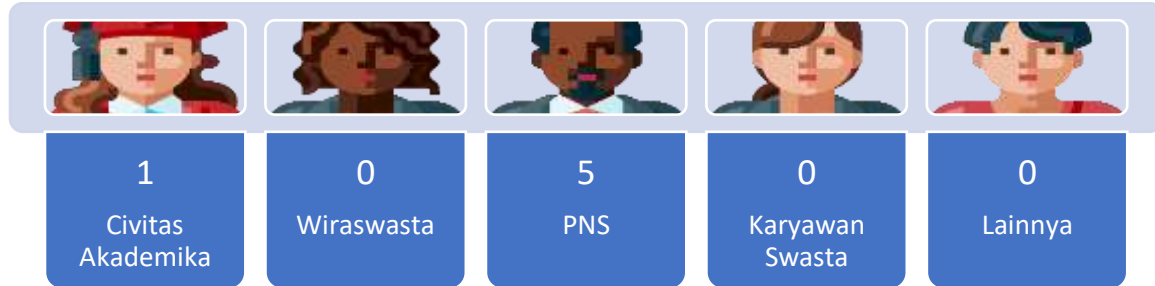 1
Civitas
Akademika
0
Wiraswasta
5
PNS
0
Karyawan
Swasta
0
Lainnya